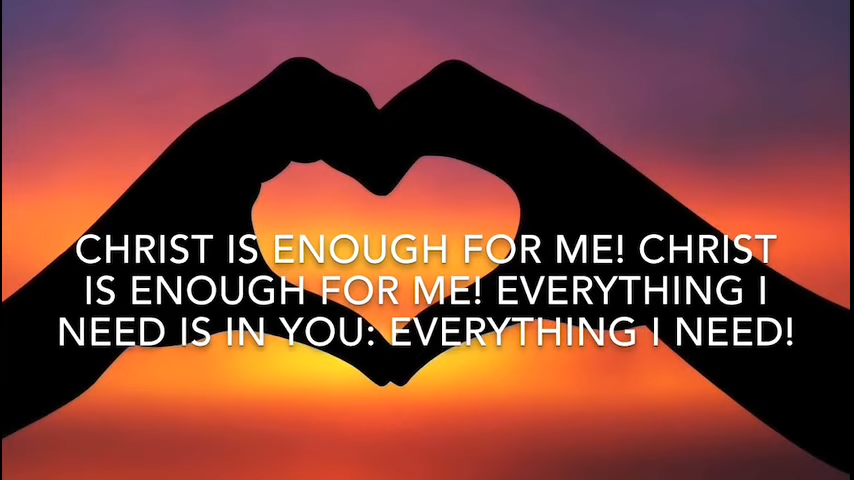 CHRIST IS ENOUGH FOR ME! CHRIST
IS ENOUGH FOR ME! EVERYTHING I
NEED IS IN YOU: EVERYTHING I NEED!